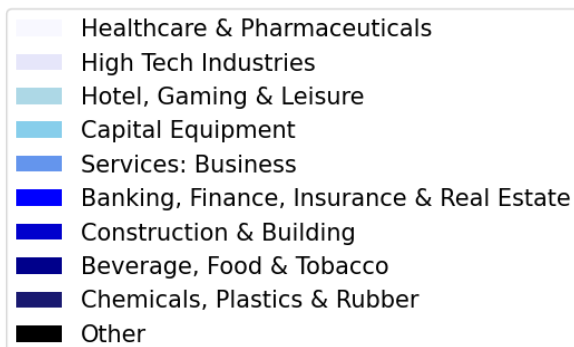 Healthcare & Pharmaceuticals
High Tech Industries
Hotel, Gaming & Leisure
Capital Equipment
Services: Business
Banking, Finance, Insurance & Real Estate
Construction & Building
Beverage, Food & Tobacco
Chemicals, Plastics & Rubber
Other